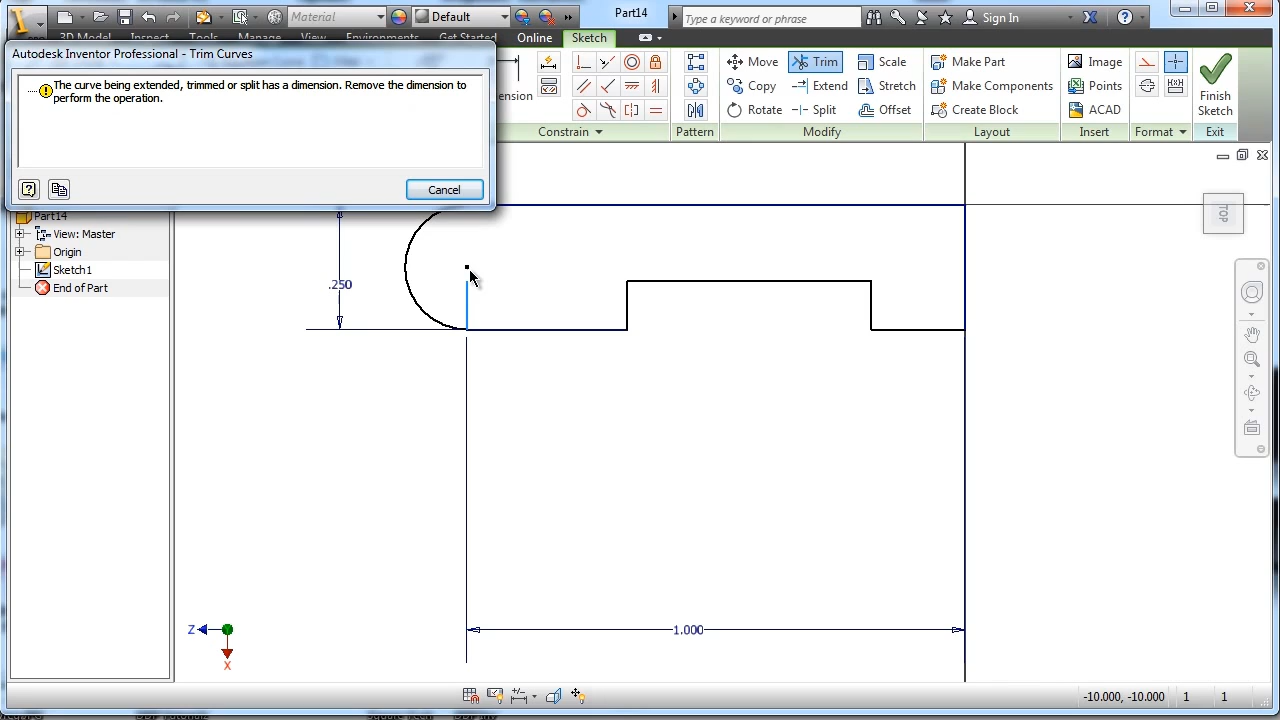 Material
Default
Part14
Type a keyword or phrase
Sign In
3D Model
Inspect
Tools
Manage
View
Environments
Get Started
Online
Sketch
Autodesk Inventor Professional - Trim Curves
The curve being extended, trimmed or split has a dimension. Remove the dimension to
perform the operation.
Cancel
Move
Trim
Scale
Copy
Extend
Stretch
Rotate
Split
Offset
Make Part
Make Components
Create Block
Image
Points
ACAD
Finish
Sketch
Constrain
Pattern
Modify
Layout
Insert
Format
Exit
Part14
View: Master
Origin
Sketch1
End of Part
TOP
.250
1.000
Z
X
-10.000, -10.000
1
1